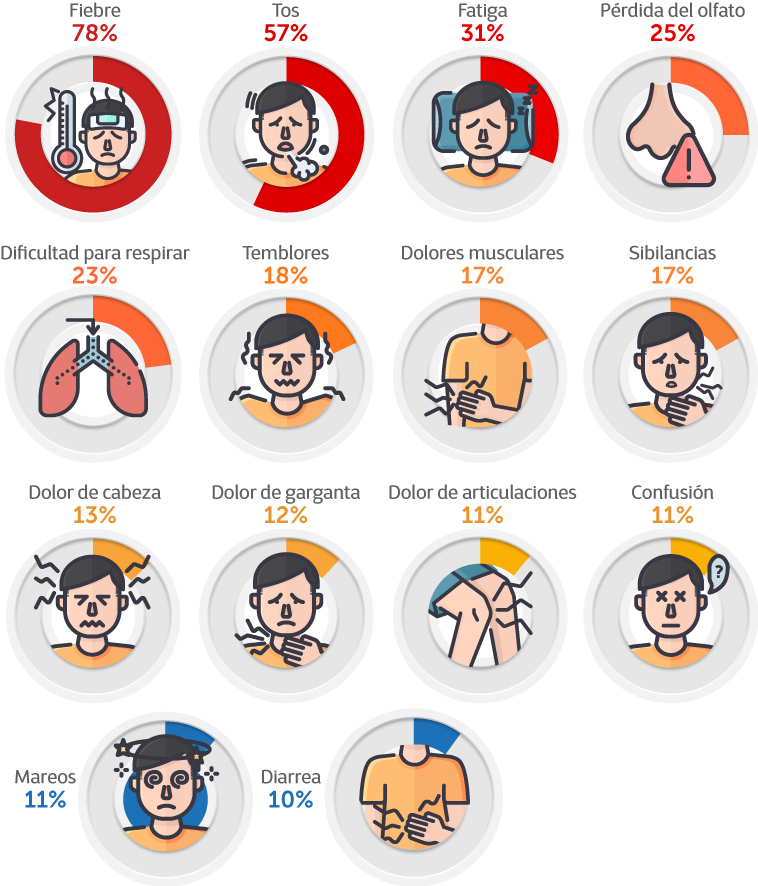 Fiebre
78%
Tos
57%
Fatiga
31%
Pérdida del olfato
25%
z
z
z
z
Dificultad para respirar
23%
Temblores
18%
Dolores musculares
17%
Sibilancias
17%
Dolor de cabeza
13%
Dolor de garganta
12%
Dolor de articulaciones
11%
Confusión
11%
?
Mareos
11%
Diarrea
10%